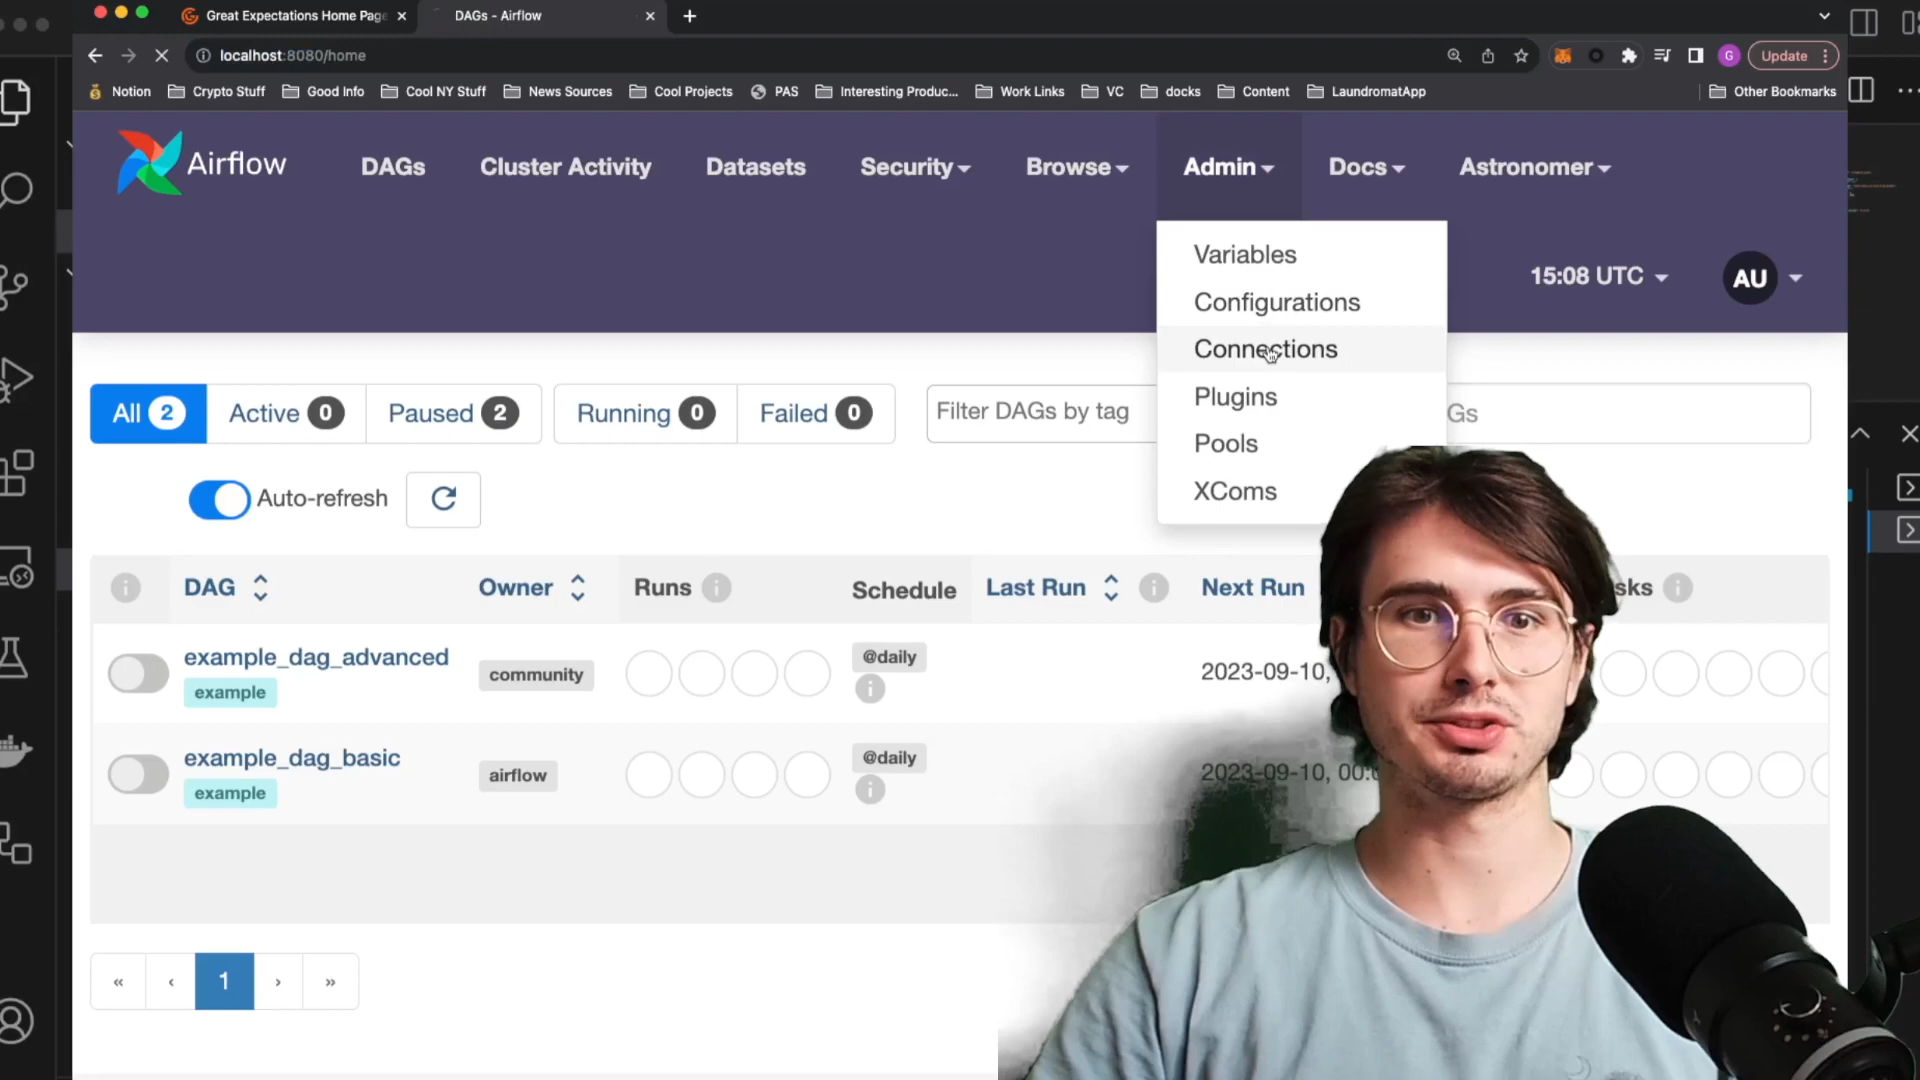 Great Expectations Home Page
DAGs - Airflow
localhost:8080/home
G
Update
Notion
Crypto Stuff
Good Info
Cool NY Stuff
News Sources
Cool Projects
PAS
Interesting Produc...
Work Links
VC
docks
Content
LaundromatApp
Other Bookmarks
Airflow
DAGs
Cluster Activity
Datasets
Security
Browse
Admin
Docs
Astronomer
Variables
Configurations
Connections
Plugins
Pools
XComs
15:08 UTC
AU
All 2
Active 0
Paused 2
Running 0
Failed 0
Filter DAGs by tag
Gs
Auto-refresh
DAG
Owner
Runs
Schedule
Last Run
Next Run
sks
example_dag_advanced
example
community
@daily
2023-09-10,
example_dag_basic
example
airflow
@daily
2023-09-10, 00:0
« ‹ 1 › »